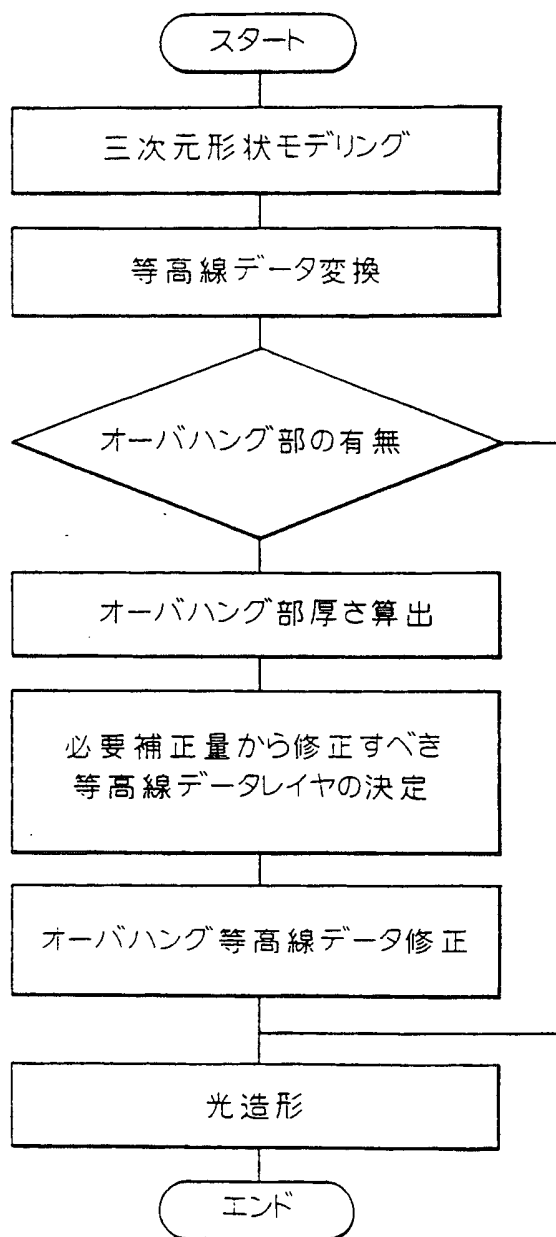 スタート
三次元形状モデリング
等高線データ変換
オーバハング部の有無
オーバハング部厚さ算出
必要補正量から修正すべき
等高線データレイヤの決定
オーバハング等高線データ修正
光造形
エンド